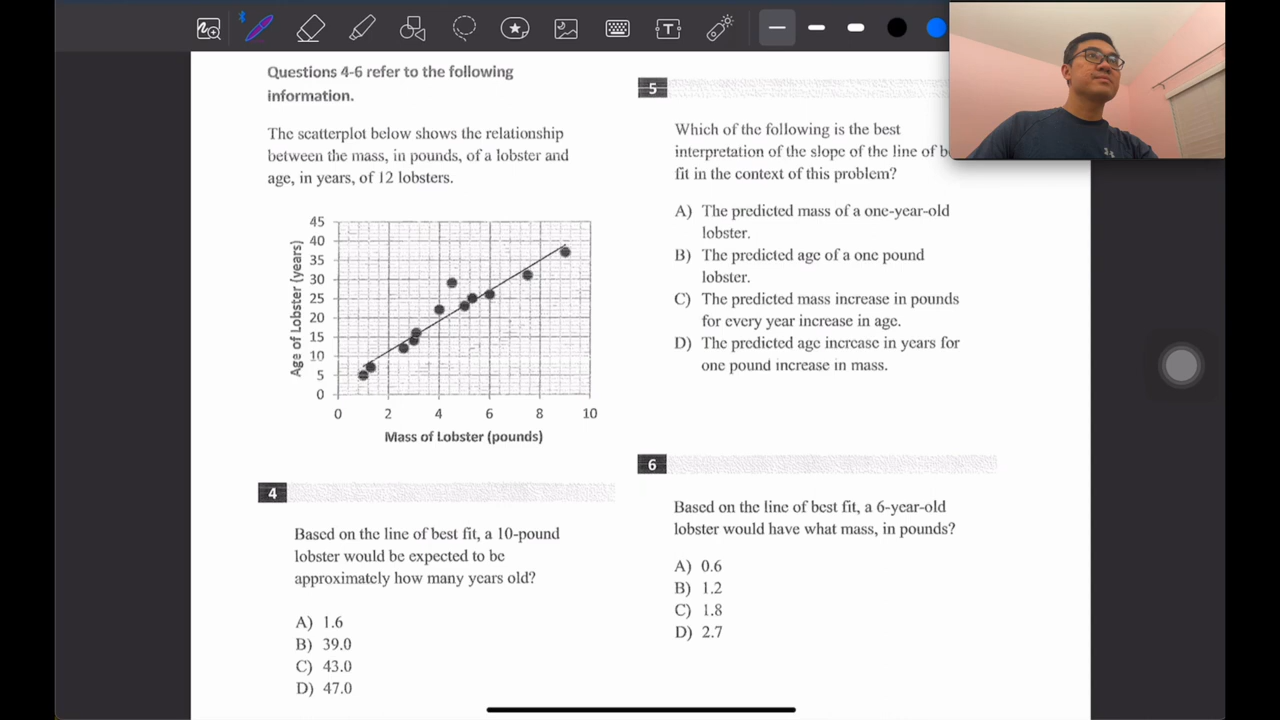 Questions 4-6 refer to the following
information.
The scatterplot below shows the relationship
between the mass, in pounds, of a lobster and
age, in years, of 12 lobsters.
45
40
35
30
25
20
15
10
5
0
Age of Lobster (years)
0 2 4 6 8 10
Mass of Lobster (pounds)
4
Based on the line of best fit, a 10-pound
lobster would be expected to be
approximately how many years old?
A) 1.6
B) 39.0
C) 43.0
D) 47.0
5
Which of the following is the best
interpretation of the slope of the line of
fit in the context of this problem?
A) The predicted mass of a one-year-old
lobster.
B) The predicted age of a one pound
lobster.
C) The predicted mass increase in pounds
for every year increase in age.
D) The predicted age increase in years for
one pound increase in mass.
6
Based on the line of best fit, a 6-year-old
lobster would have what mass, in pounds?
A) 0.6
B) 1.2
C) 1.8
D) 2.7